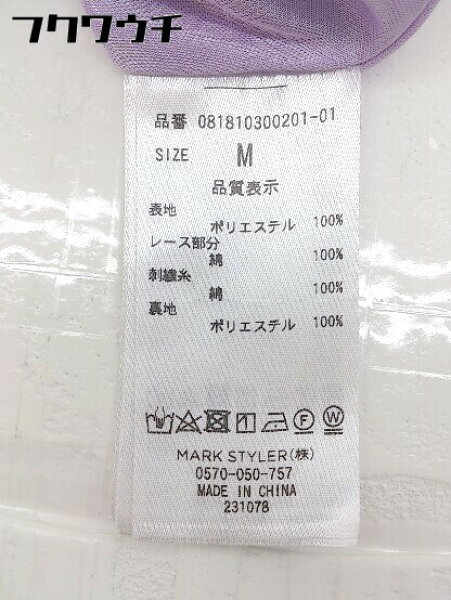 フクワウチ
品番 081810300201-01
SIZE M
品質表示
表地
ポリエステル 100%
レース部分
綿 100%
刺繍糸
綿 100%
裏地
ポリエステル 100%
MARK STYLER(株)
0570-050-757
MADE IN CHINA
231078